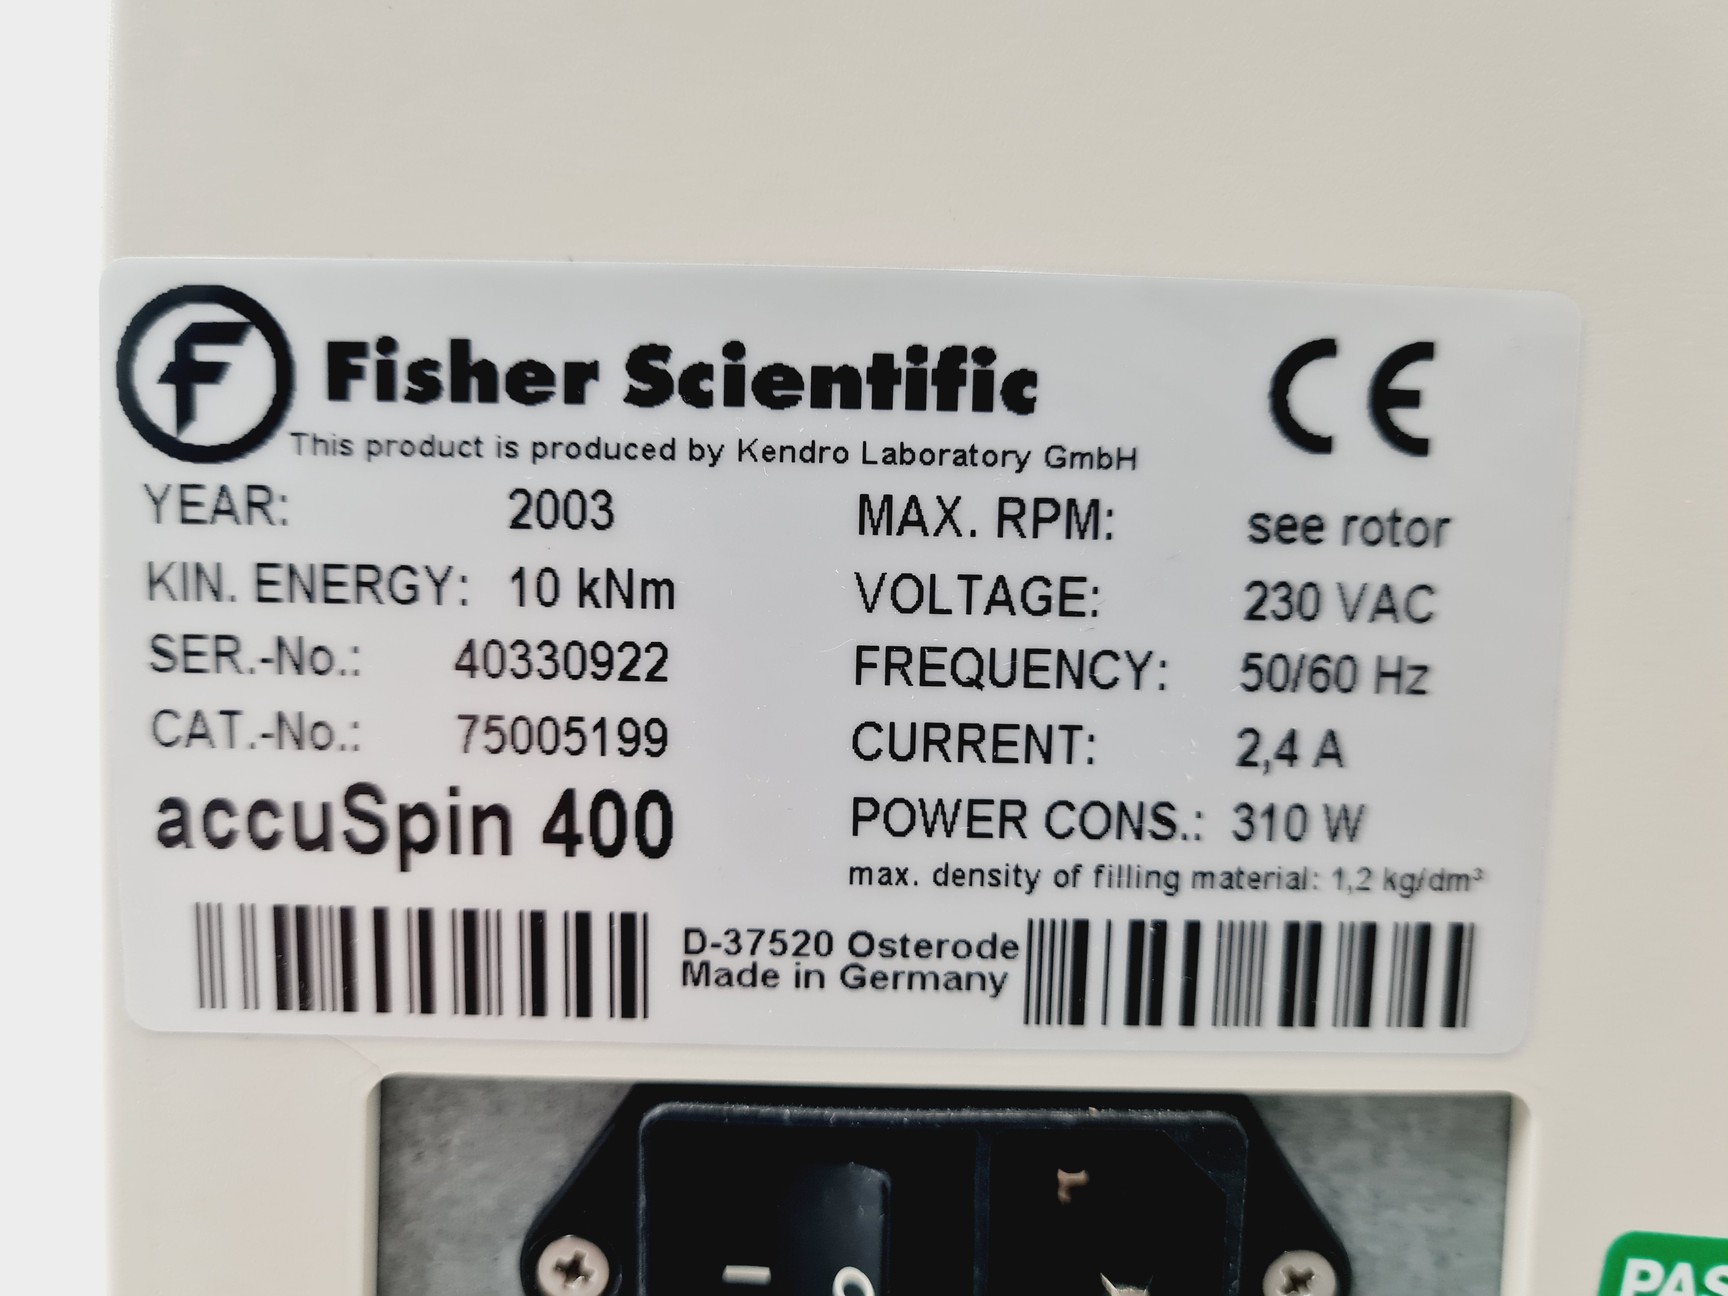 F Fisher Scientific
CE
This product is produced by Kendro Laboratory GmbH
YEAR: 2003
KIN. ENERGY: 10 kNm
SER.-No.: 40330922
CAT.-No.: 75005199
accuSpin 400
MAX. RPM: see rotor
VOLTAGE: 230 VAC
FREQUENCY: 50/60 Hz
CURRENT: 2,4 A
POWER CONS.: 310 W
max. density of filling material: 1,2 kg/dm³
D-37520 Osterode
Made in Germany